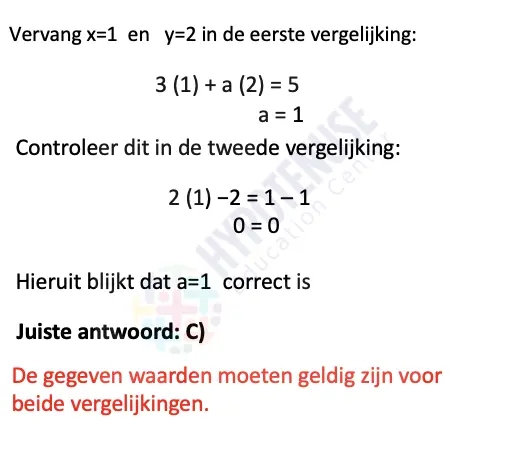 Vervang x=1 en y=2 in de eerste vergelijking:
3 (1) + a (2) = 5
a = 1
Controleer dit in de tweede vergelijking:
2 (1) −2 = 1 – 1
0 = 0
Hieruit blijkt dat a=1 correct is
Juiste antwoord: C)
De gegeven waarden moeten geldig zijn voor
beide vergelijkingen.
HYPOTENUSE
Education Center